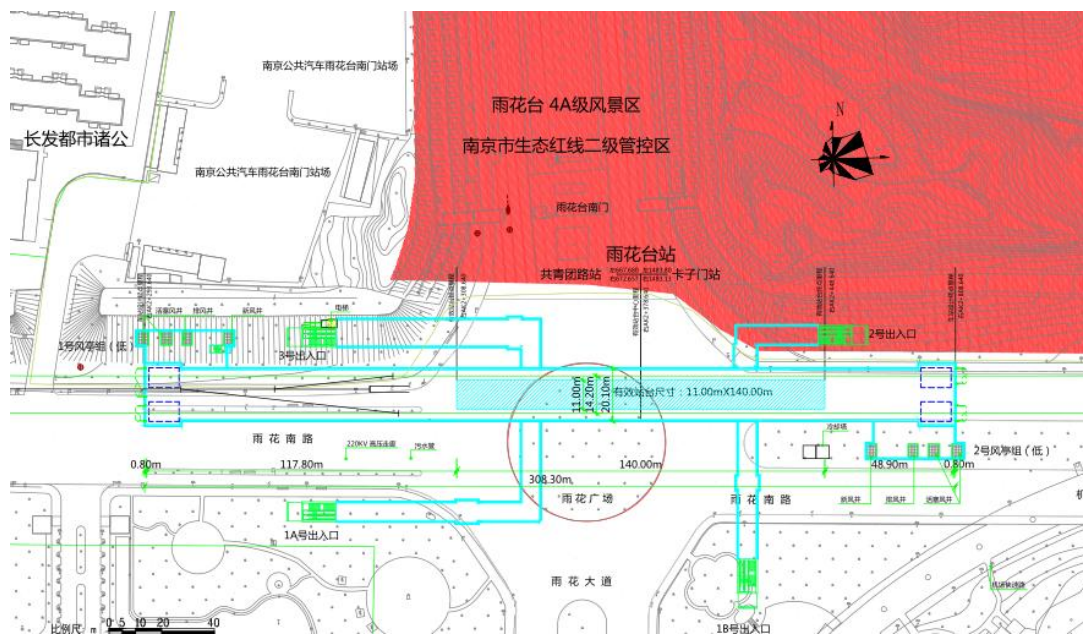 南京公共汽车雨花台南门站场
雨花台 4A级风景区
长发都市诸公
南京市生态红线二级管控区
N
南京公共汽车雨花台南门站场
雨花台南门
雨花台站
共青团路站
卡子门站
活塞风井
排风井
新风井
电梯
1号风亭组（低）
3号出入口
2号出入口
11.00m
14.20m
20.10m
有效站台尺寸：11.00mX140.00m
雨花南路
220KV 高压走廊
污水管
冷却塔
2号风亭组（低）
0.80m
117.80m
140.00m
48.90m
0.80m
308.30m
雨花广场
雨花南路
新风井
排风井
活塞风井
1A号出入口
雨花大道
机场快速路
1B号出入口
比例尺 m
0 5 10 20 40